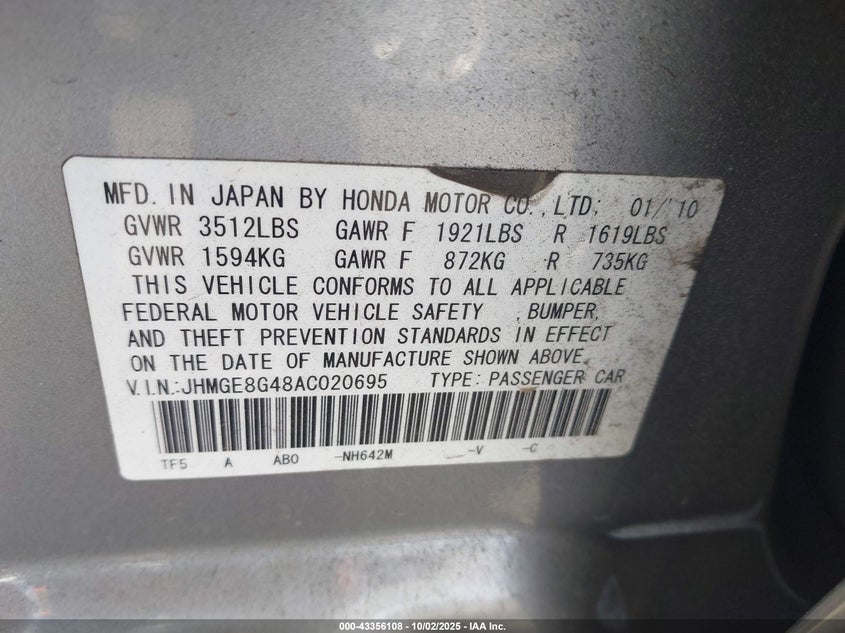 MFD. IN JAPAN BY HONDA MOTOR CO., LTD; 01/'10
GVWR 3512LBS GAWR F 1921LBS R 1619LBS
GVWR 1594KG GAWR F 872KG R 735KG
THIS VEHICLE CONFORMS TO ALL APPLICABLE
FEDERAL MOTOR VEHICLE SAFETY , BUMPER,
AND THEFT PREVENTION STANDARDS IN EFFECT
ON THE DATE OF MANUFACTURE SHOWN ABOVE.
V.I.N.:JHMGE8G48AC020695 TYPE: PASSENGER CAR
TF5 A AB0 -NH642M __-V -C
000-43356108 - 10/02/2025 - IAA Inc.